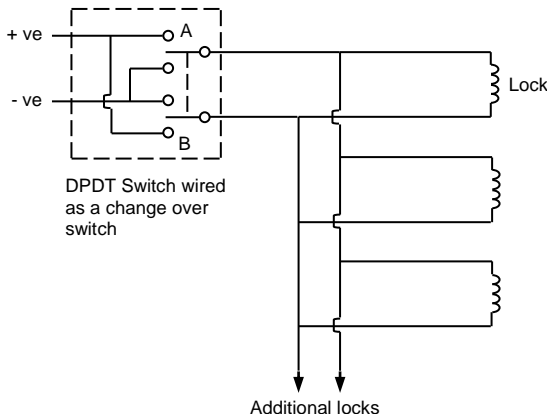 + ve
A
Lock
- ve
B
DPDT Switch wired
as a change over
switch
Additional locks